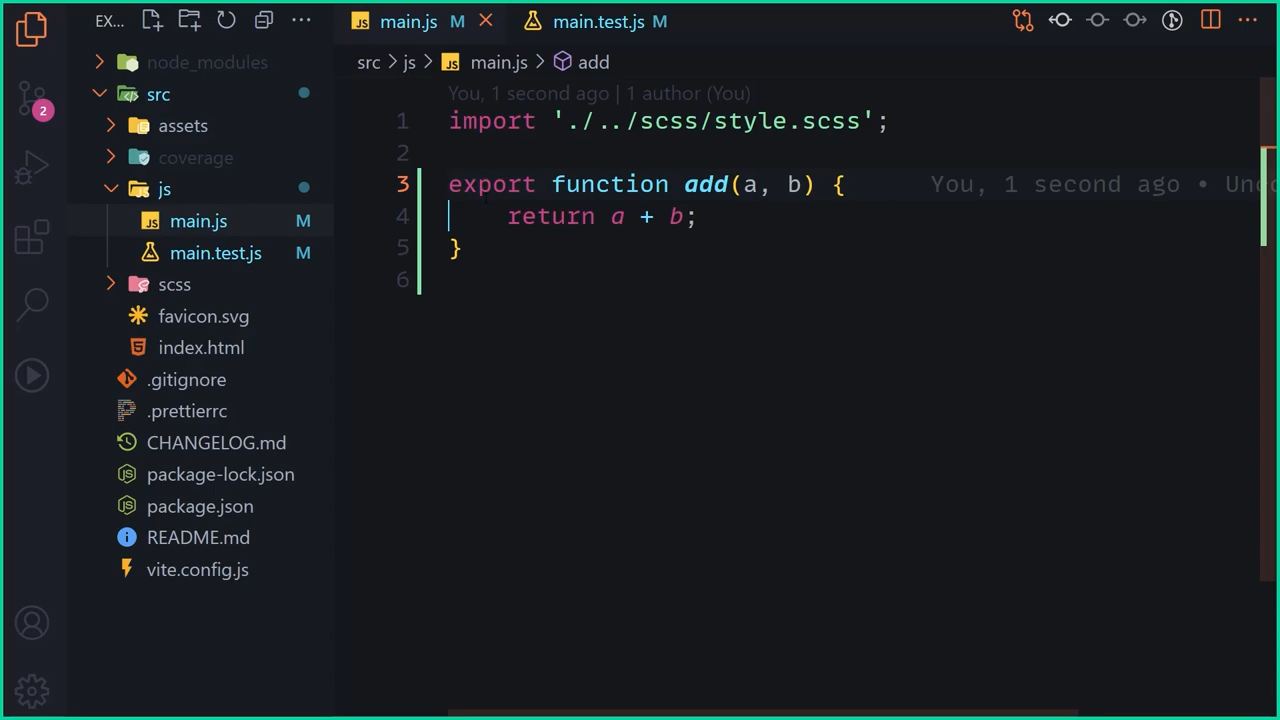 EX...
main.js M
main.test.js M
node_modules
src
assets
coverage
js
main.js M
main.test.js M
scss
favicon.svg
index.html
.gitignore
.prettierrc
CHANGELOG.md
package-lock.json
package.json
README.md
vite.config.js
2
src > js > main.js > add
You, 1 second ago | 1 author (You)
1 import './../scss/style.scss';
2
3 export function add(a, b) { You, 1 second ago •
4 return a + b;
5 }
6